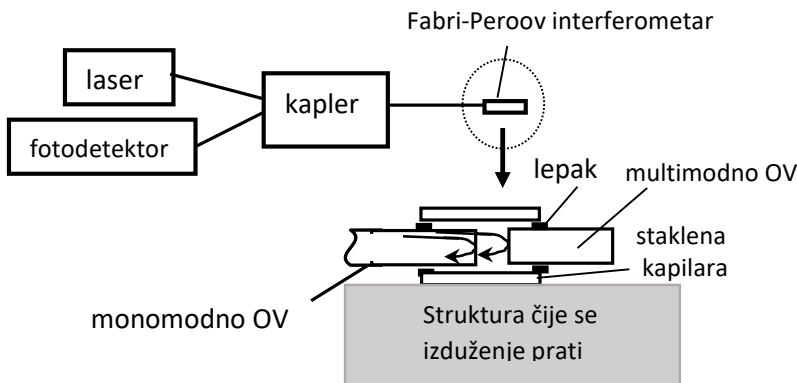 Fabri-Peroov interferometar
laser
kapler
fotodetektor
lepak
multimodno OV
staklena
kapilara
monomodno OV
Struktura čije se
izduženje prati